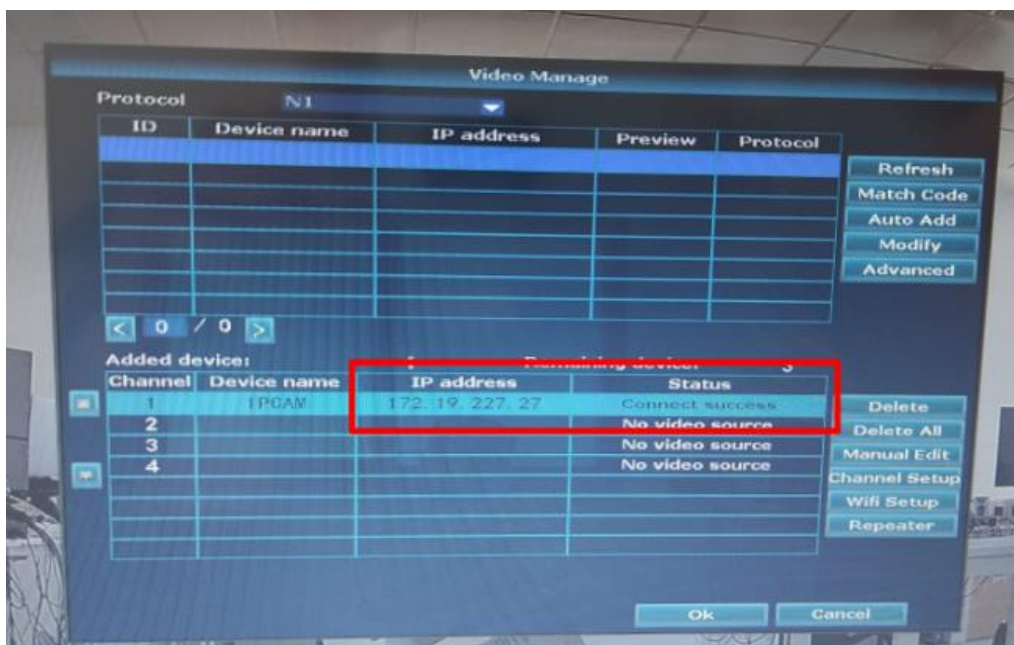 Video Manage
Protocol N1
ID Device name IP address Preview Protocol
Refresh
Match Code
Auto Add
Modify
Advanced
< 0 / 0 >
Added device: Remaining device: 3
Channel Device name IP address Status
1 IPCAM 172.19.227.27 Connect success Delete
2 No video source Delete All
3 No video source Manual Edit
4 No video source Channel Setup
Wifi Setup
Repeater
Ok Cancel